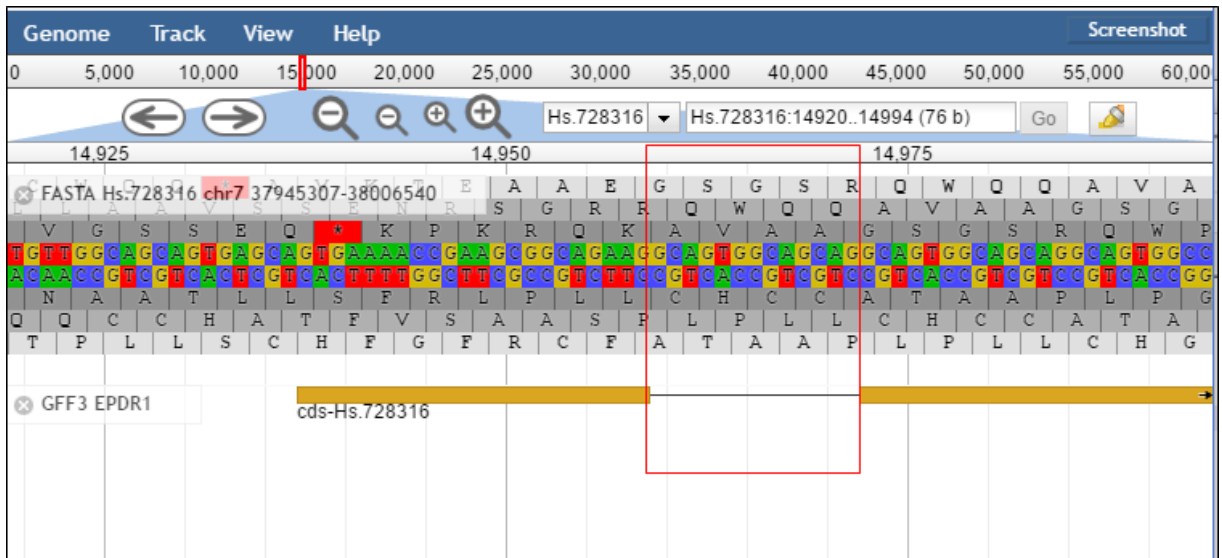 Genome Track View Help Screenshot
0 5,000 10,000 15,000 20,000 25,000 30,000 35,000 40,000 45,000 50,000 55,000 60,00
Hs.728316 Hs.728316:14920..14994 (76 b) Go
14,925 14,950 14,975
FASTA Hs.728316 chr7 37945307-38006540 E A A E G S G S R Q W Q Q A V A
S G R R Q W Q Q A V A A G S G
V G S S E Q * K P K R Q K A V A A G S G S R Q W P
TGTTGGCAGCAGTGAGCAGTGAAAACCGAAGCGGCAGAAGGCAGTGGCAGCAGGCAGTGGCAGCAGGCAGTGGCC
ACAACCGTCGTCACTCGTCACTTTTGGCTTCGCCGTCTTCCGTCACCGTCGTCCGTCACCGTCGTCCGTCACCGG
N A A T L L S F R L P L L C H C C A T A A P L P G
Q Q C C H A T F V S A A S P L P L L C H C C A T A
T P L L S C H F G F R C F A T A A P L P L L C H G
GFF3 EPDR1
cds-Hs.728316